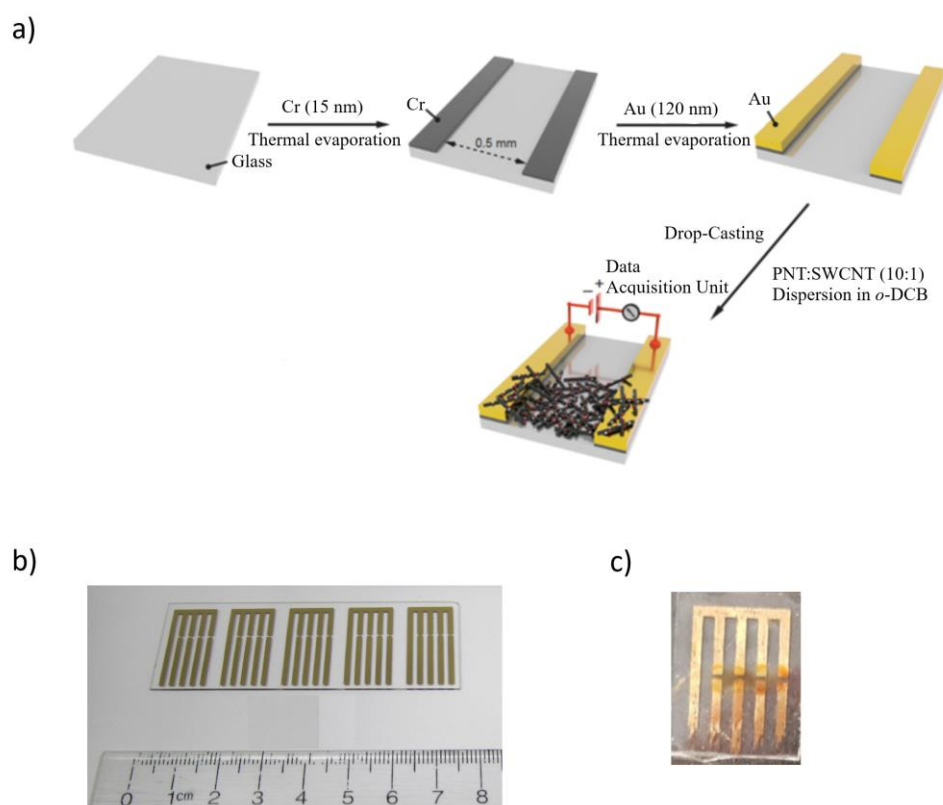 a)
Cr (15 nm)
Thermal evaporation
Glass
Cr
0.5 mm
Au (120 nm)
Thermal evaporation
Au
Drop-Casting
PNT:SWCNT (10:1)
Dispersion in o-DCB
Data
Acquisition Unit
− +
b)
0 1cm 2 3 4 5 6 7 8
c)